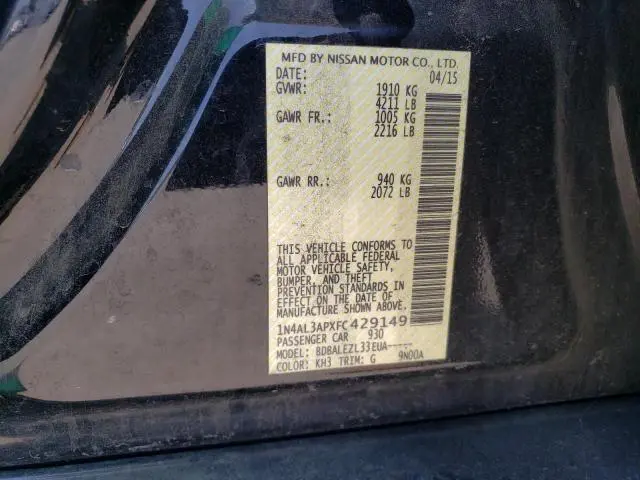 MFD BY NISSAN MOTOR CO., LTD.
DATE: 04/15
GVWR: 1910 KG
4211 LB
GAWR FR.: 1005 KG
2216 LB
GAWR RR.: 940 KG
2072 LB
THIS VEHICLE CONFORMS TO
ALL APPLICABLE FEDERAL
MOTOR VEHICLE SAFETY,
BUMPER, AND THEFT
PREVENTION STANDARDS IN
EFFECT ON THE DATE OF
MANUFACTURE SHOWN ABOVE.
1N4AL3APXFC429149
PASSENGER CAR 930
MODEL: BDBALEZL33EUA-----
COLOR: KH3 TRIM: G 9N00A